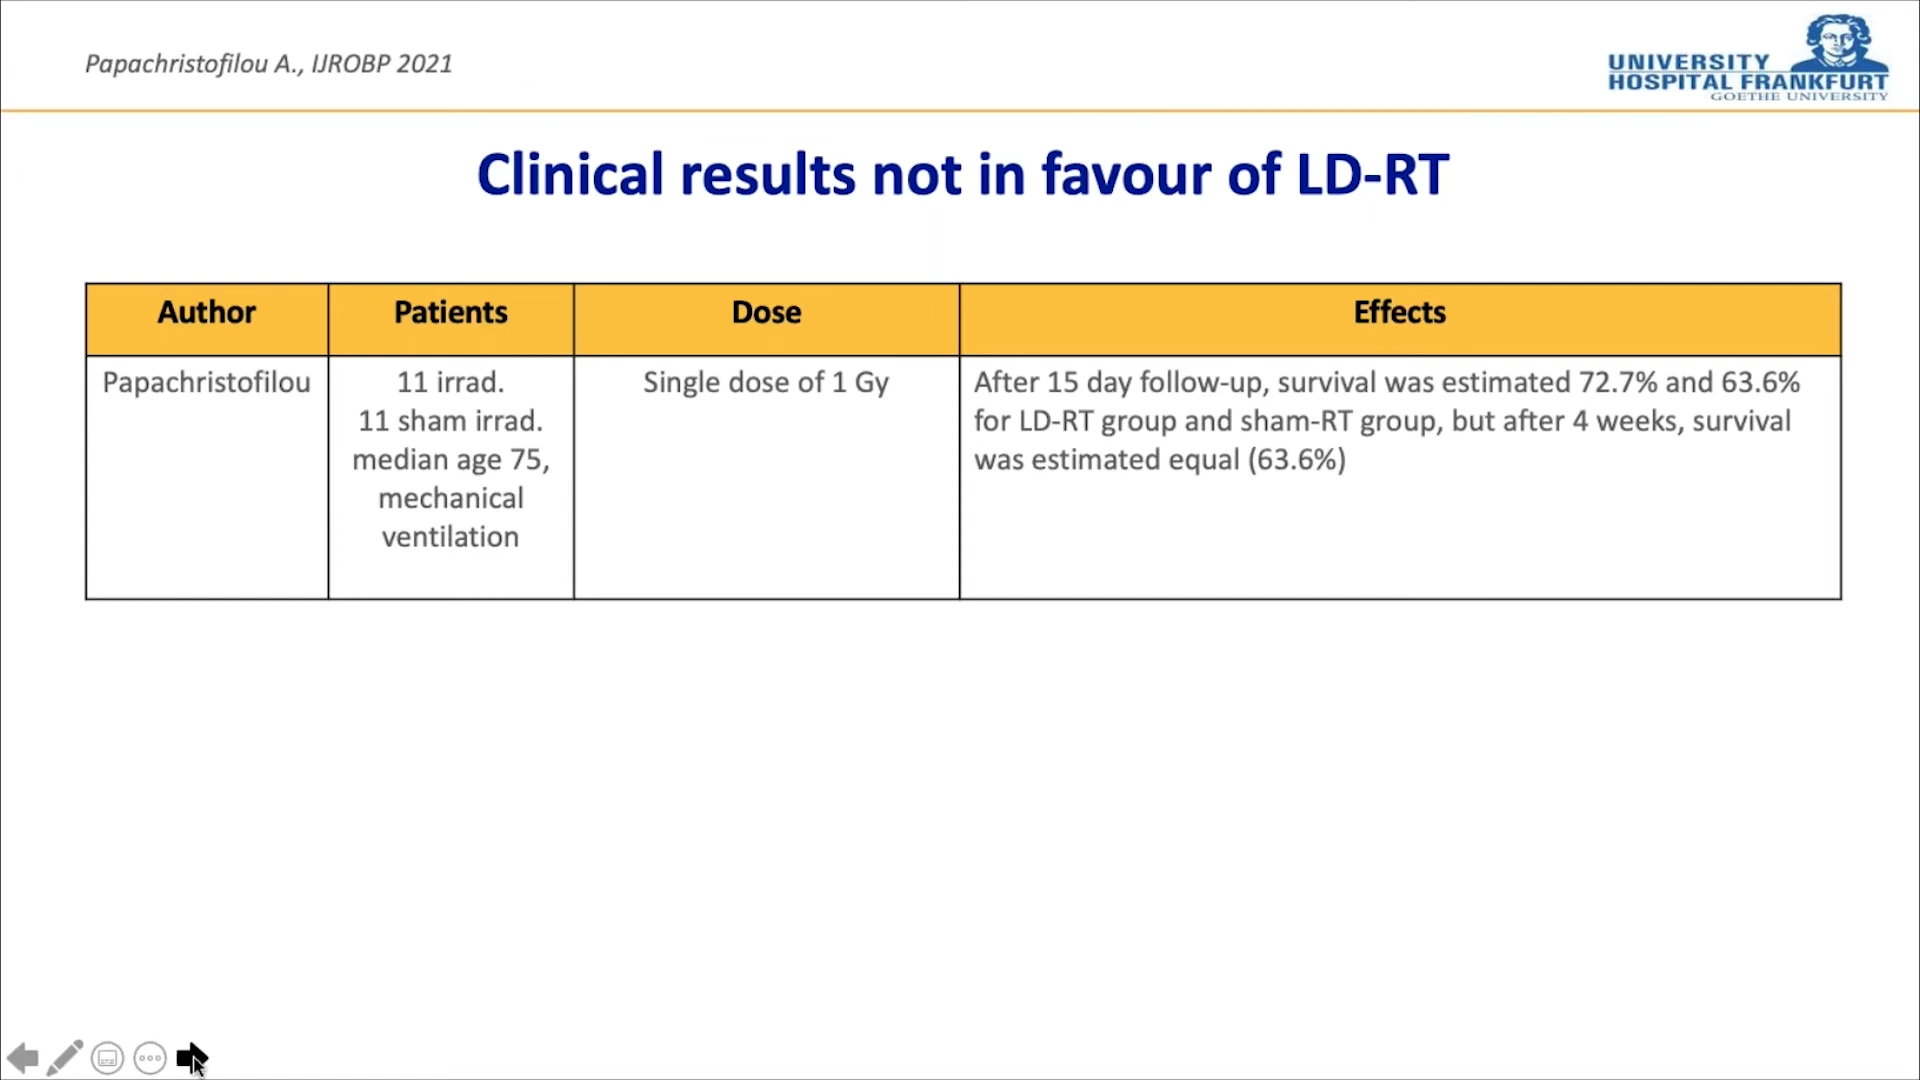 Papachristofilou A., IJROBP 2021
UNIVERSITY
HOSPITAL FRANKFURT
GOETHE UNIVERSITY
Clinical results not in favour of LD-RT
Author
Patients
Dose
Effects
Papachristofilou
11 irrad.
11 sham irrad.
median age 75,
mechanical
ventilation
Single dose of 1 Gy
After 15 day follow-up, survival was estimated 72.7% and 63.6%
for LD-RT group and sham-RT group, but after 4 weeks, survival
was estimated equal (63.6%)